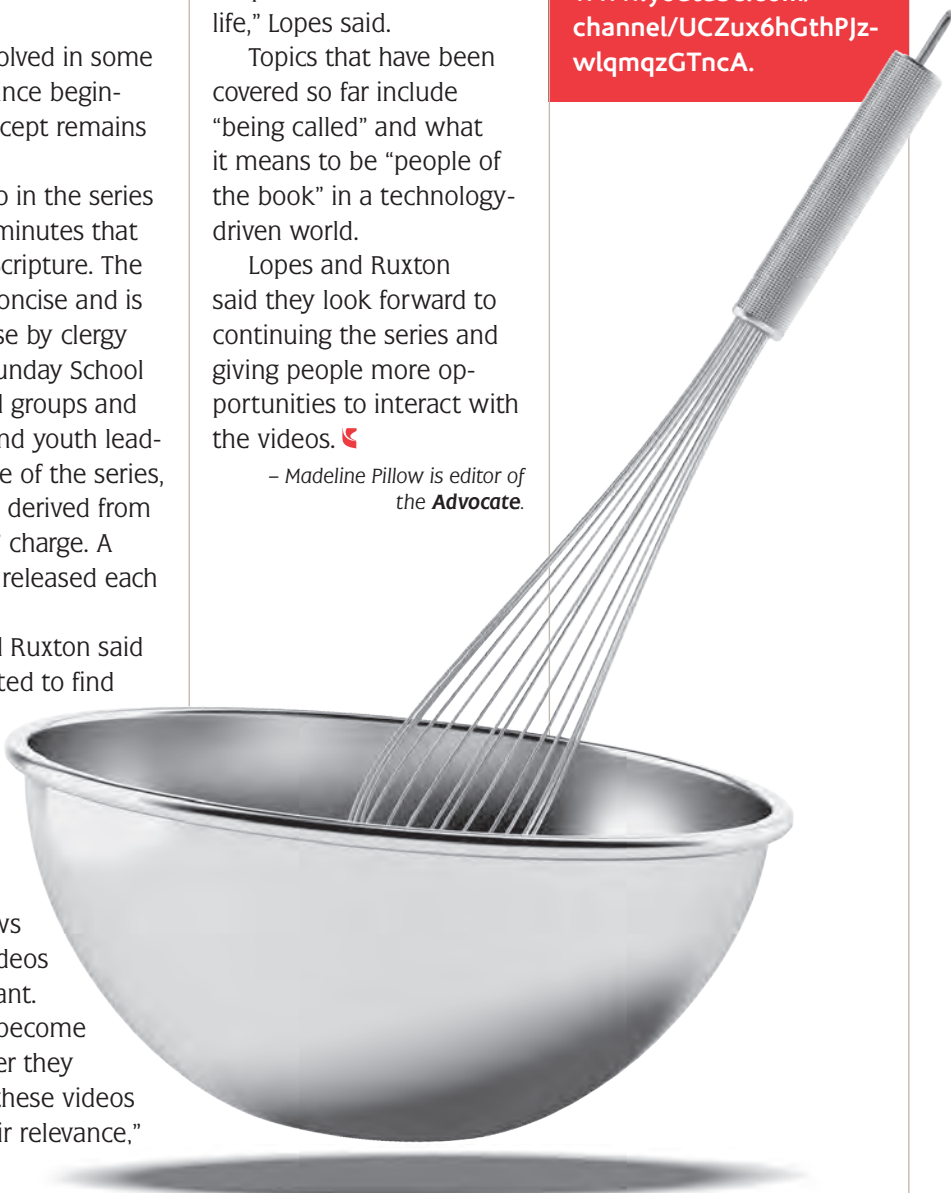 olved in some
ance begin-
cept remains
o in the series
minutes that
Scripture. The
oncise and is
se by clergy
unday School
l groups and
nd youth lead-
e of the series,
derived from
charge. A
released each
d Ruxton said
ted to find
ws
deos
ant.
become
er they
these videos
ir relevance,”
life,” Lopes said.
Topics that have been
covered so far include
“being called” and what
it means to be “people of
the book” in a technology-
driven world.
Lopes and Ruxton
said they look forward to
continuing the series and
giving people more op-
portunities to interact with
the videos.
– Madeline Pillow is editor of
the Advocate.
channel/UCZux6hGthPJz-
wlqmqzGTncA.